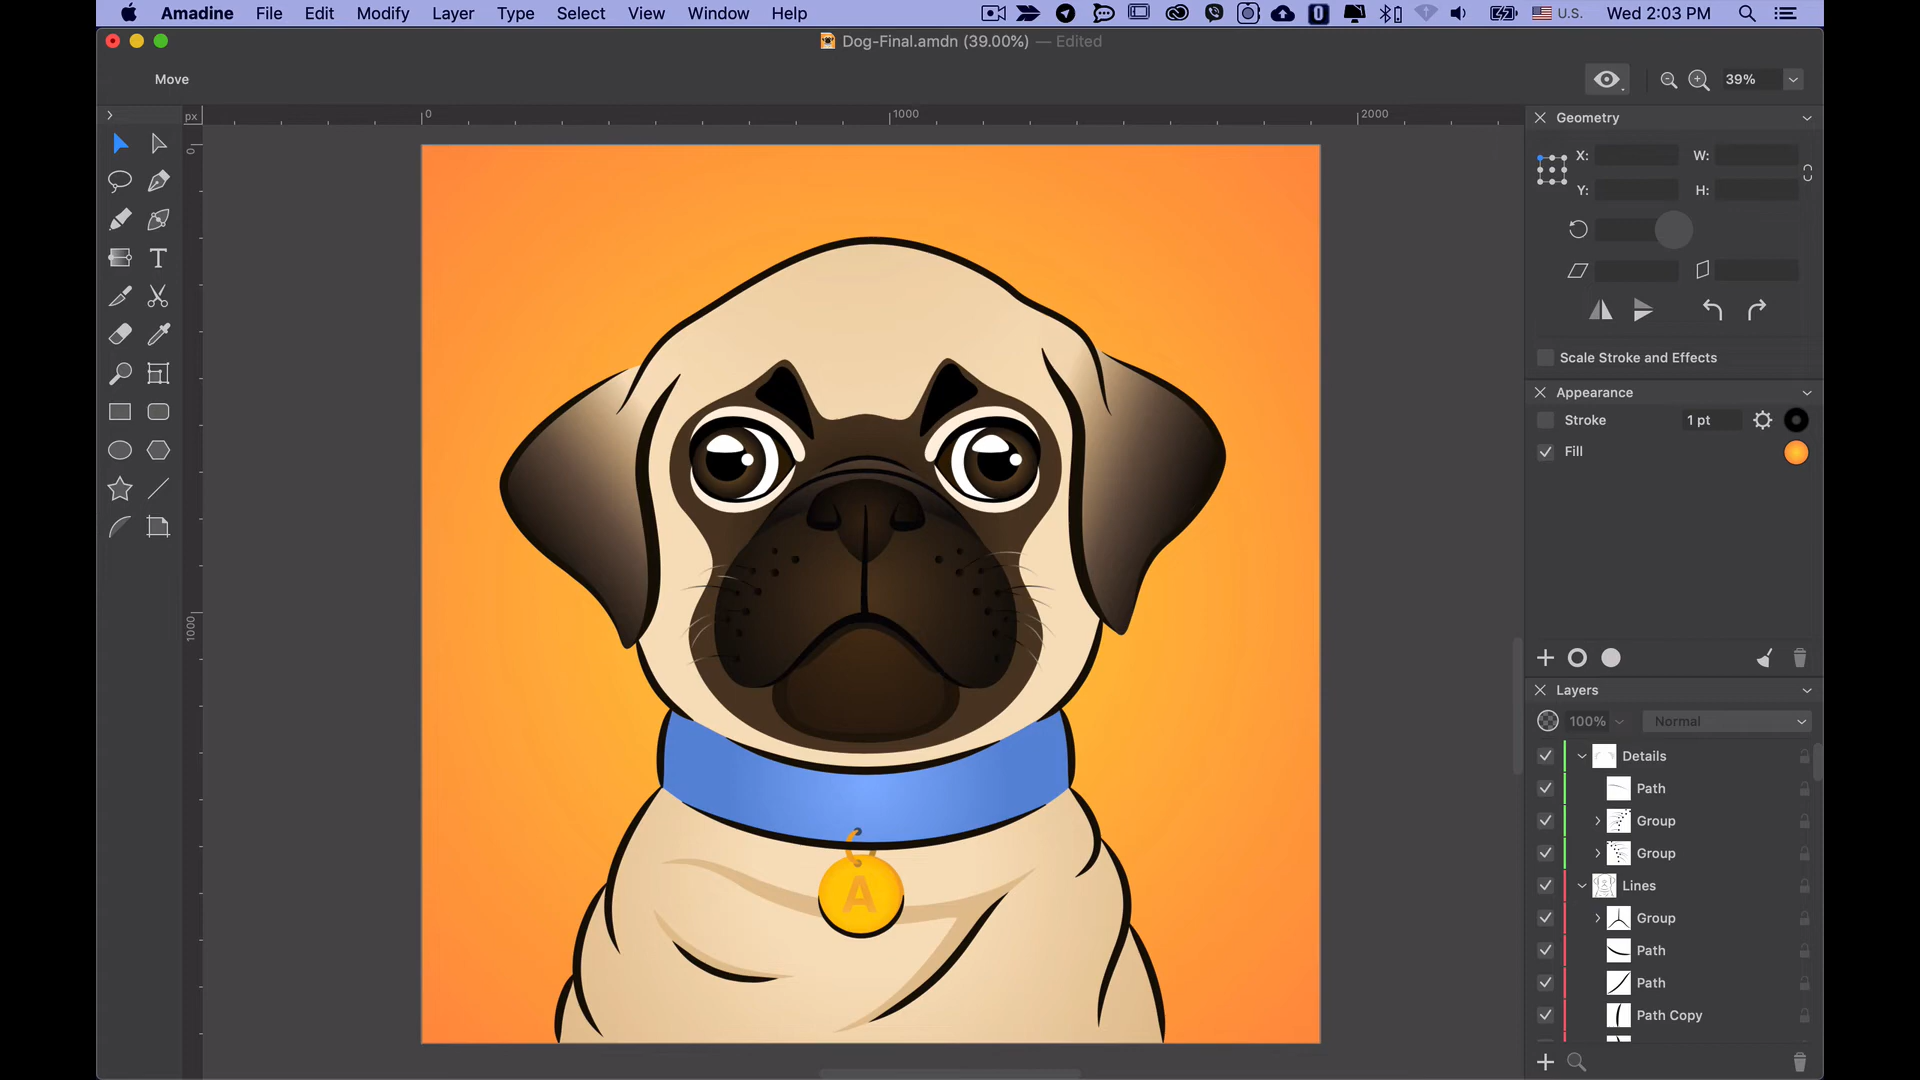 Amadine File Edit Modify Layer Type Select View Window Help U.S. Wed 2:03 PM
Dog-Final.amdn (39.00%) — Edited
Move 39%
px 0 1000 2000
0
1000
Geometry
X: W:
Y: H:
Scale Stroke and Effects
Appearance
Stroke 1 pt
Fill
Layers
100% Normal
Details
Path
Group
Group
Lines
Group
Path
Path
Path Copy
A